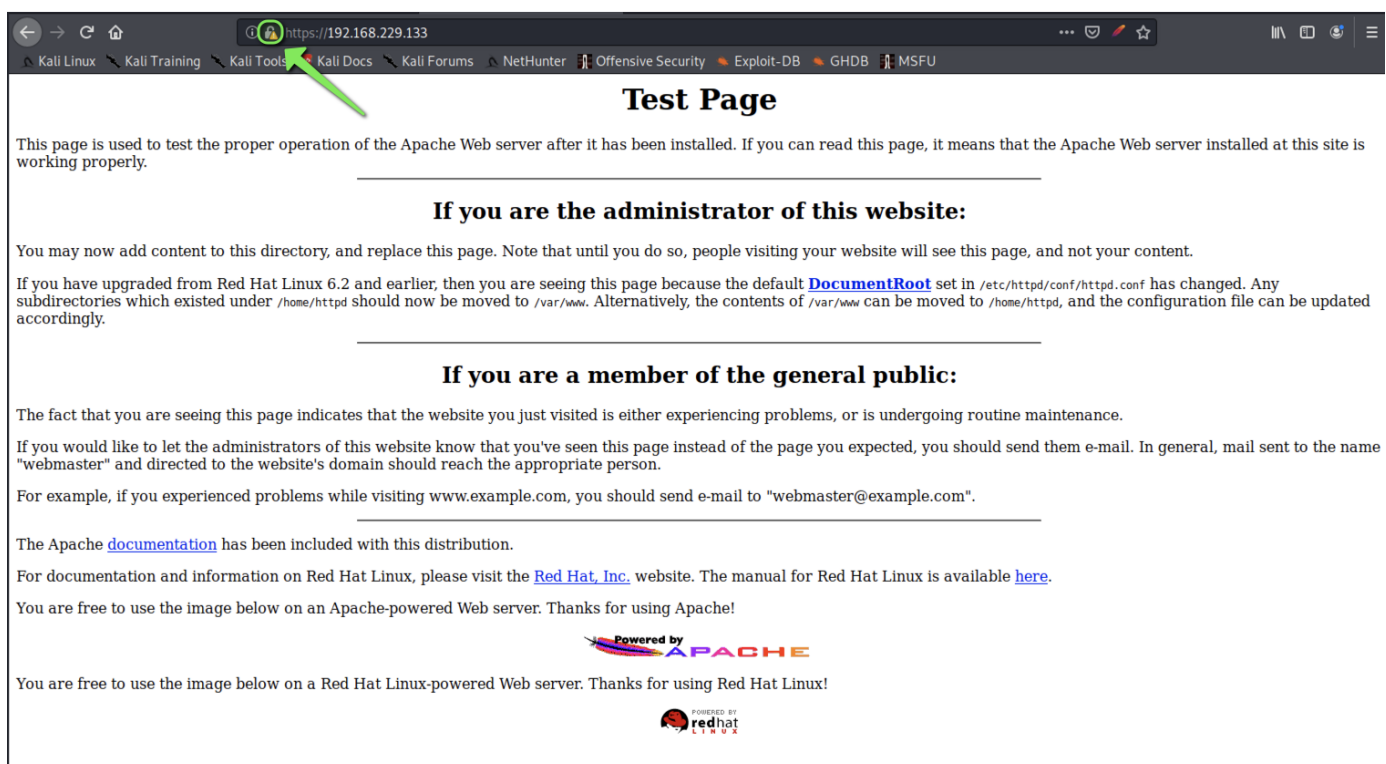 https://192.168.229.133
Kali Linux Kali Training Kali Tools Kali Docs Kali Forums NetHunter Offensive Security Exploit-DB GHDB MSFU
Test Page
This page is used to test the proper operation of the Apache Web server after it has been installed. If you can read this page, it means that the Apache Web server installed at this site is
working properly.
If you are the administrator of this website:
You may now add content to this directory, and replace this page. Note that until you do so, people visiting your website will see this page, and not your content.
If you have upgraded from Red Hat Linux 6.2 and earlier, then you are seeing this page because the default DocumentRoot set in /etc/httpd/conf/httpd.conf has changed. Any
subdirectories which existed under /home/httpd should now be moved to /var/www. Alternatively, the contents of /var/www can be moved to /home/httpd, and the configuration file can be updated
accordingly.
If you are a member of the general public:
The fact that you are seeing this page indicates that the website you just visited is either experiencing problems, or is undergoing routine maintenance.
If you would like to let the administrators of this website know that you've seen this page instead of the page you expected, you should send them e-mail. In general, mail sent to the name
"webmaster" and directed to the website's domain should reach the appropriate person.
For example, if you experienced problems while visiting www.example.com, you should send e-mail to "webmaster@example.com".
The Apache documentation has been included with this distribution.
For documentation and information on Red Hat Linux, please visit the Red Hat, Inc. website. The manual for Red Hat Linux is available here.
You are free to use the image below on an Apache-powered Web server. Thanks for using Apache!
Powered by
APACHE
You are free to use the image below on a Red Hat Linux-powered Web server. Thanks for using Red Hat Linux!
POWERED BY
redhat
LINUX